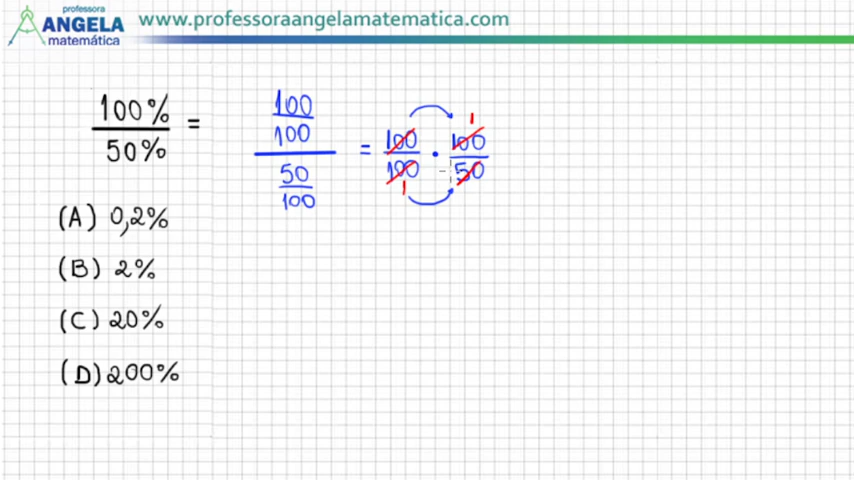 professora
ANGELA
matemática
www.professoraangelamatematica.com
100% / 50% =
100/100 / 50/100 = 100/100 · 100/50
1
1
(A) 0,2%
(B) 2%
(C) 20%
(D) 200%